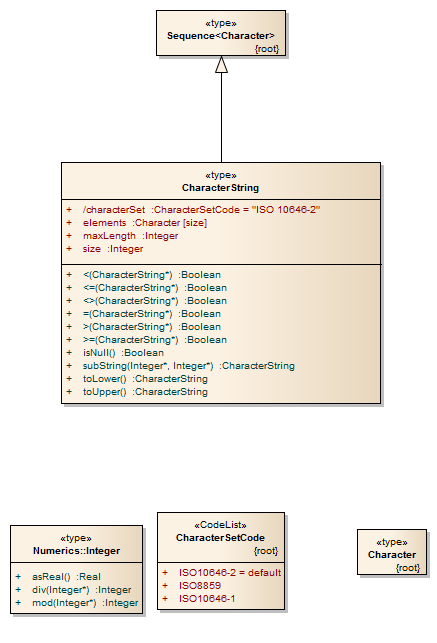 «type»
Sequence<Character>
{root}
«type»
CharacterString
+ /characterSet :CharacterSetCode = "ISO 10646-2"
+ elements :Character [size]
+ maxLength :Integer
+ size :Integer
+ <(CharacterString*) :Boolean
+ <=(CharacterString*) :Boolean
+ <>(CharacterString*) :Boolean
+ =(CharacterString*) :Boolean
+ >(CharacterString*) :Boolean
+ >=(CharacterString*) :Boolean
+ isNull() :Boolean
+ subString(Integer*, Integer*) :CharacterString
+ toLower() :CharacterString
+ toUpper() :CharacterString
«type»
Numerics::Integer
+ asReal() :Real
+ div(Integer*) :Integer
+ mod(Integer*) :Integer
«CodeList»
CharacterSetCode
{root}
+ ISO10646-2 = default
+ ISO8859
+ ISO10646-1
«type»
Character
{root}